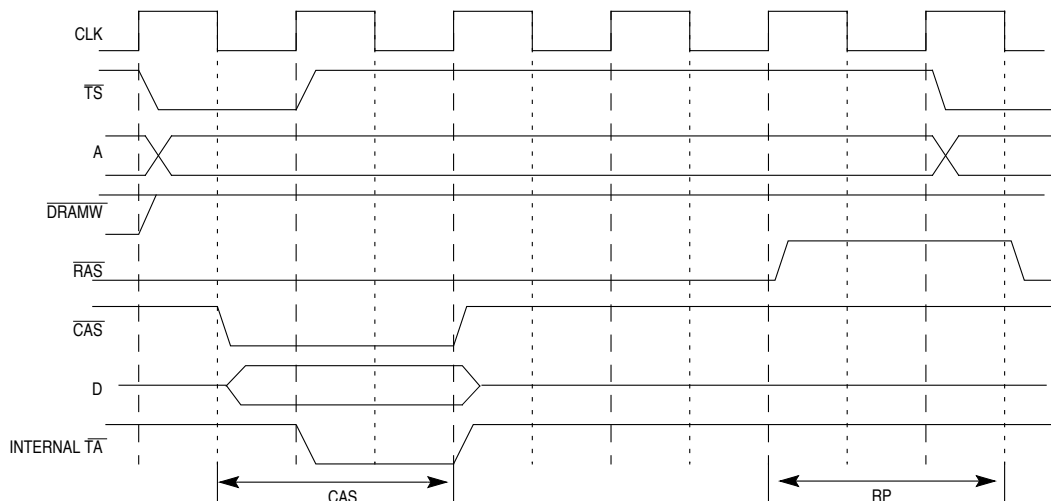 CLK
TS
A
DRAMW
RAS
CAS
D
INTERNAL TA
CAS
RP